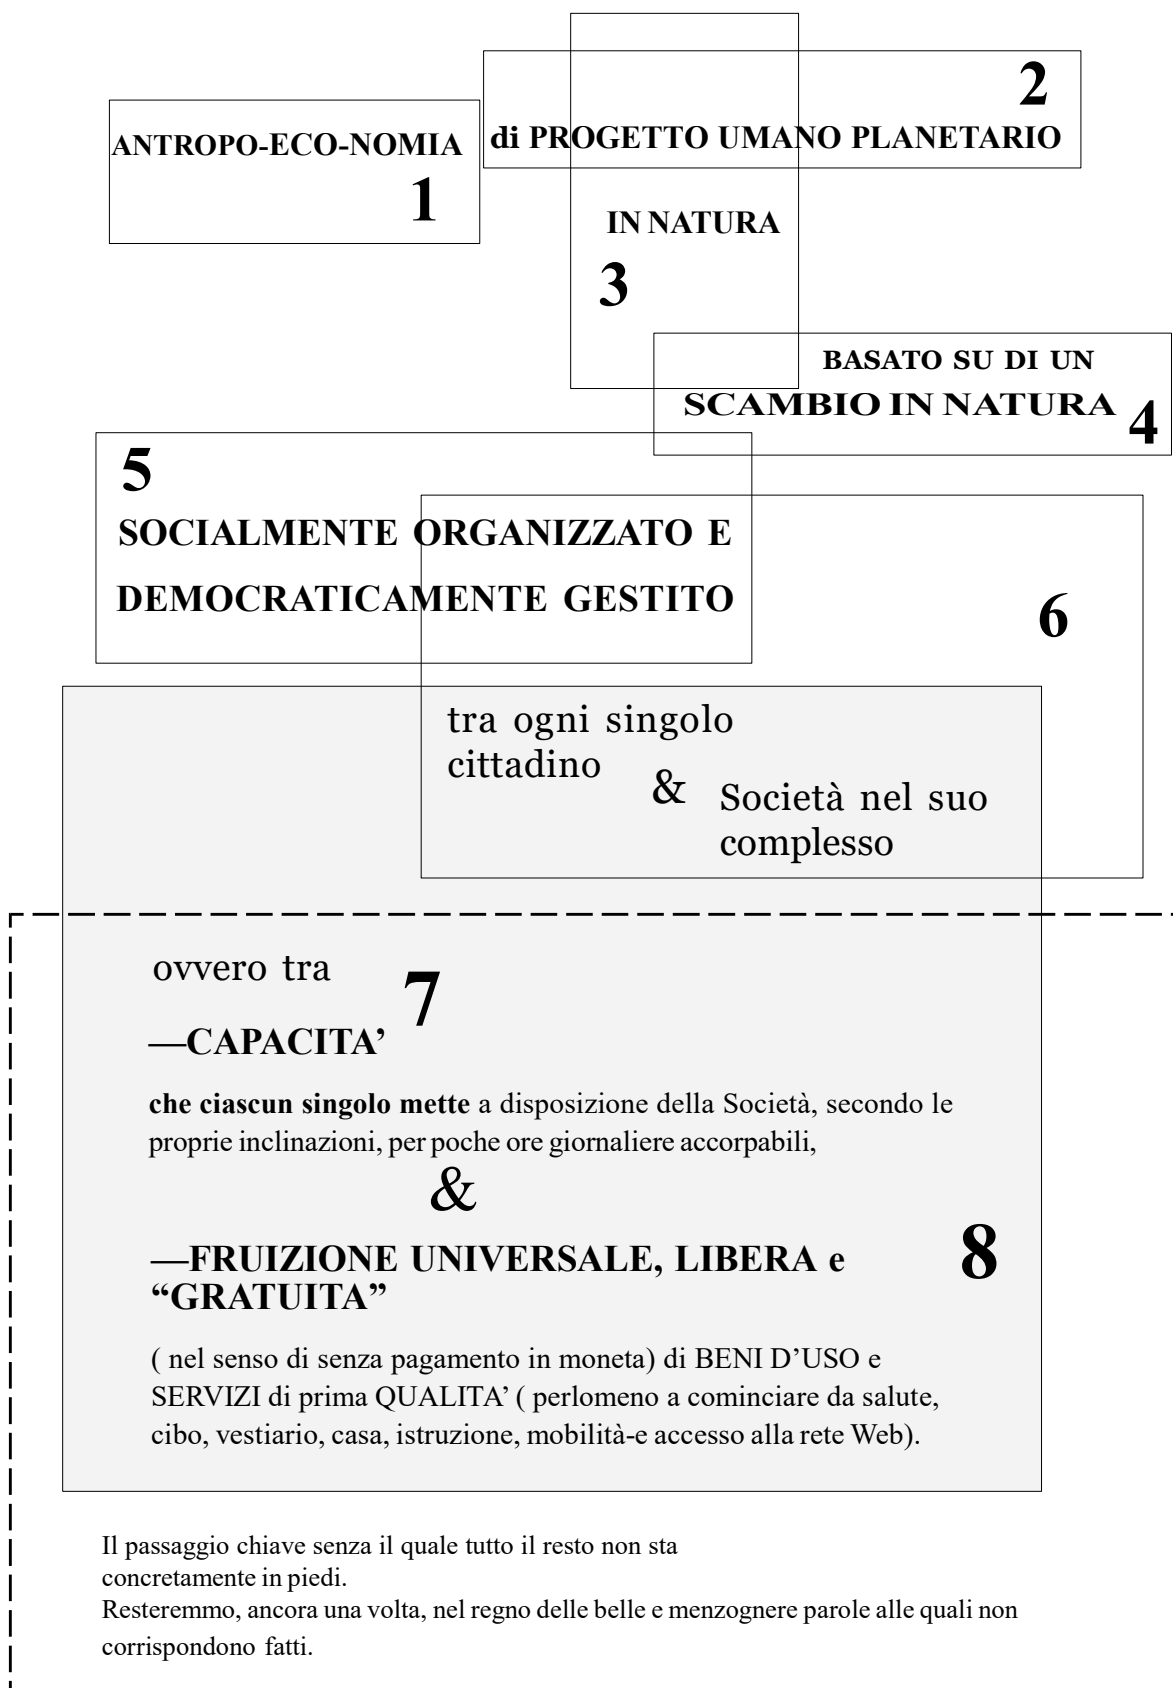 2
ANTROPO-ECO-NOMIA
di PROGETTO UMANO PLANETARIO
1
IN NATURA
3
BASATO SU DI UN
SCAMBIO IN NATURA
4
5
SOCIALMENTE ORGANIZZATO E
DEMOCRATICAMENTE GESTITO
6
tra ogni singolo
cittadino
&
Società nel suo
complesso
ovvero tra
7
—CAPACITA’
che ciascun singolo mette a disposizione della Società, secondo le
proprie inclinazioni, per poche ore giornaliere accorpabili,
&
—FRUIZIONE UNIVERSALE, LIBERA e
“GRATUITA”
8
( nel senso di senza pagamento in moneta) di BENI D’USO e
SERVIZI di prima QUALITA’ ( perlomeno a cominciare da salute,
cibo, vestiario, casa, istruzione, mobilità-e accesso alla rete Web).
Il passaggio chiave senza il quale tutto il resto non sta
concretamente in piedi.
Resteremmo, ancora una volta, nel regno delle belle e menzognere parole alle quali non
corrispondono fatti.